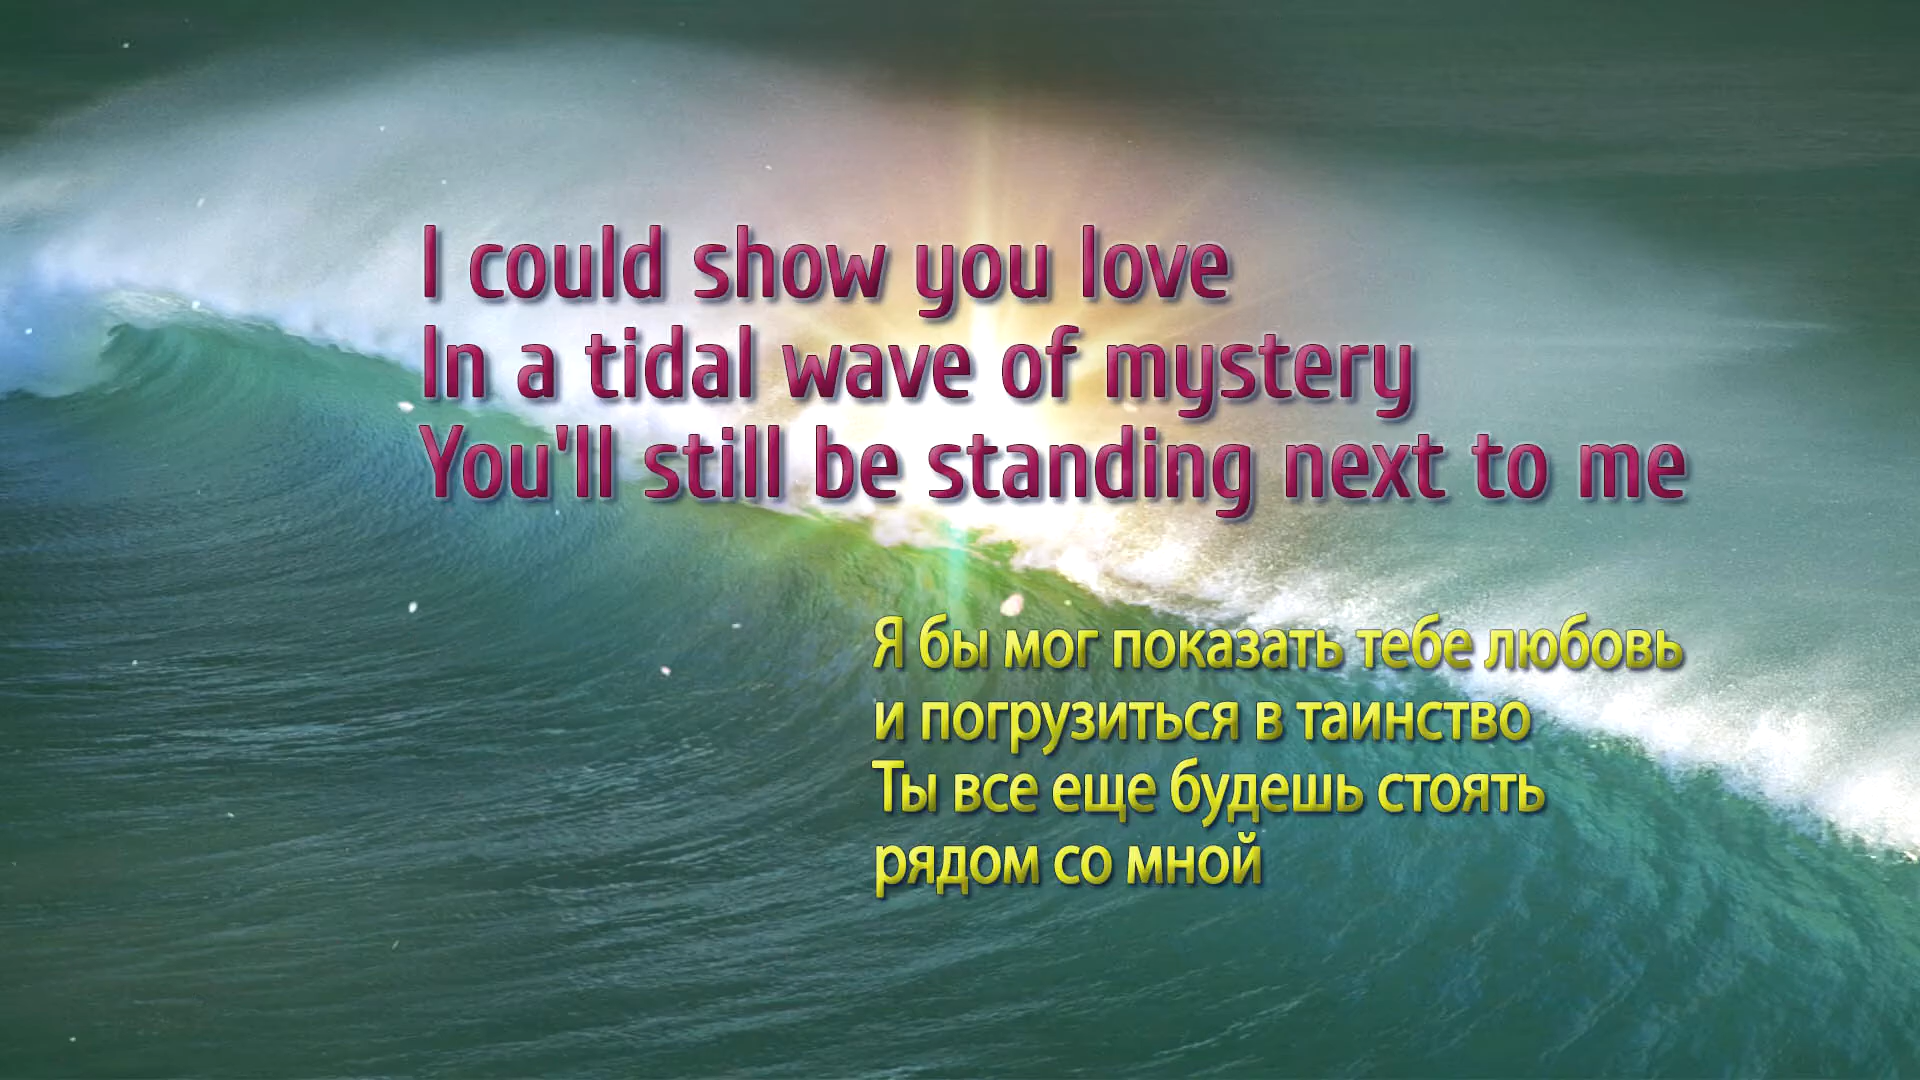 I could show you love
In a tidal wave of mystery
You'll still be standing next to me
Я бы мог показать тебе любовь
и погрузиться в таинство
Ты все еще будешь стоять
рядом со мной